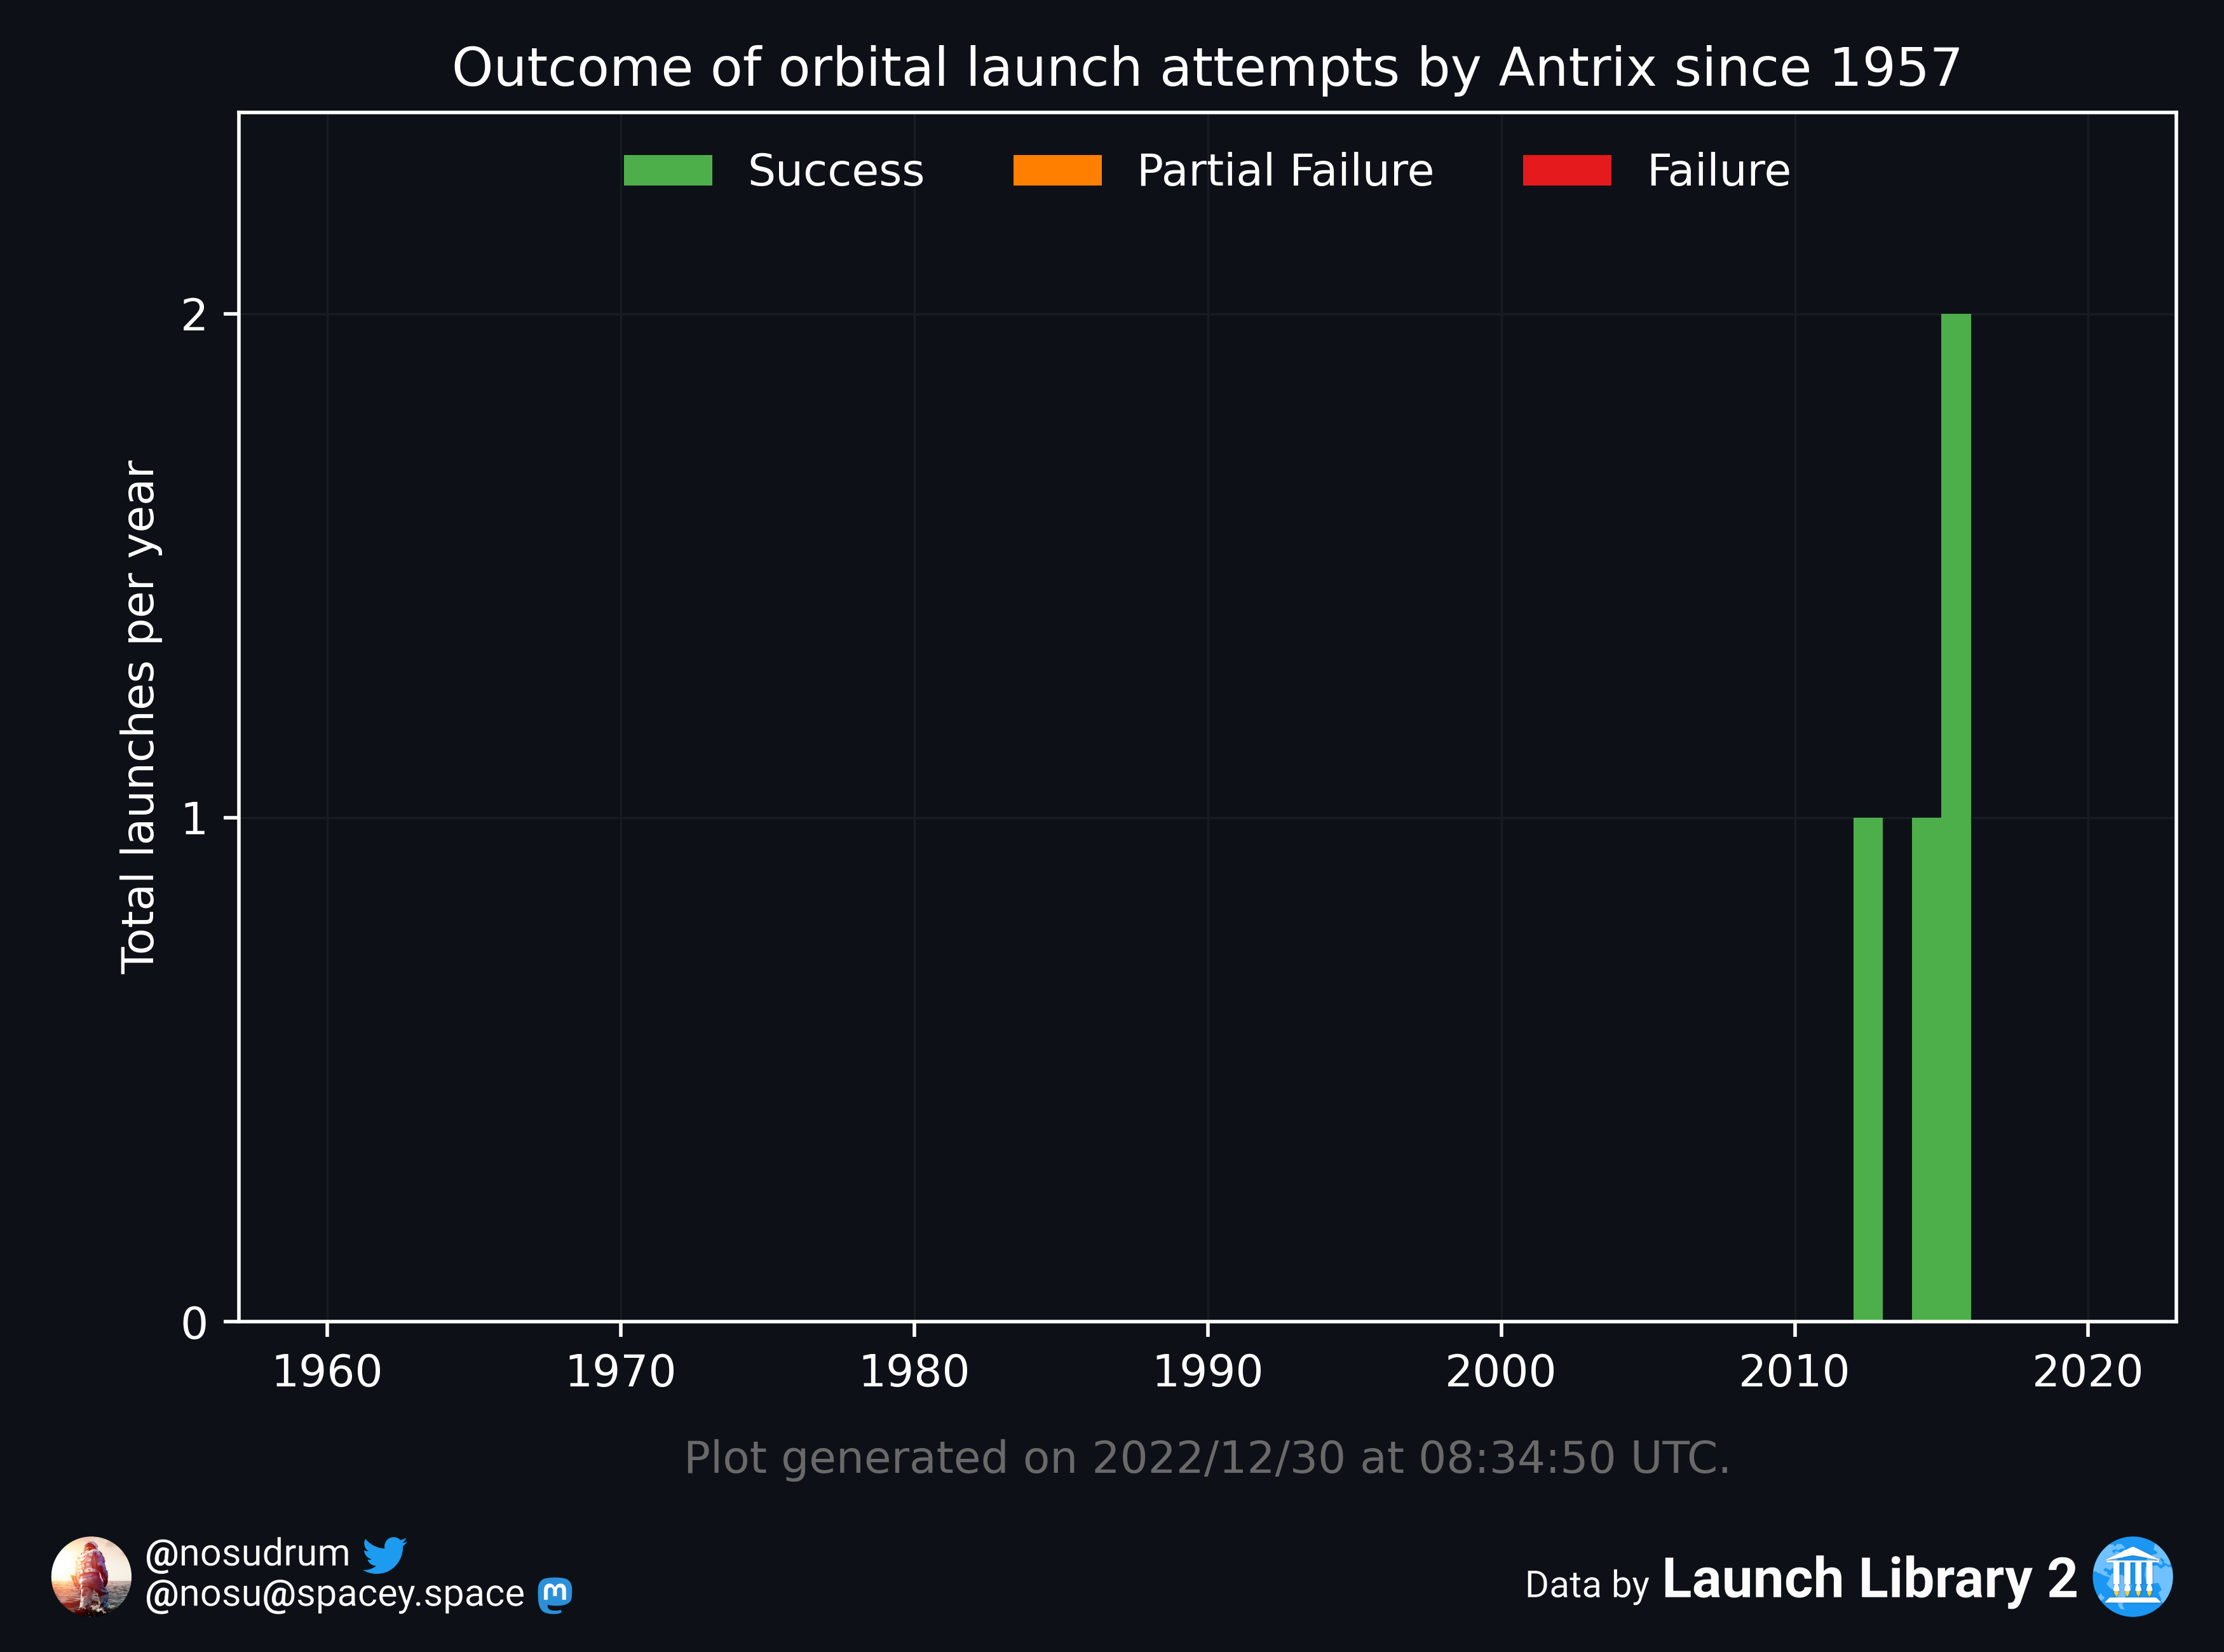 Outcome of orbital launch attempts by Antrix since 1957
Success Partial Failure Failure
Total launches per year
2
1
0
1960 1970 1980 1990 2000 2010 2020
Plot generated on 2022/12/30 at 08:34:50 UTC.
@nosudrum
@nosu@spacey.space
Data by Launch Library 2